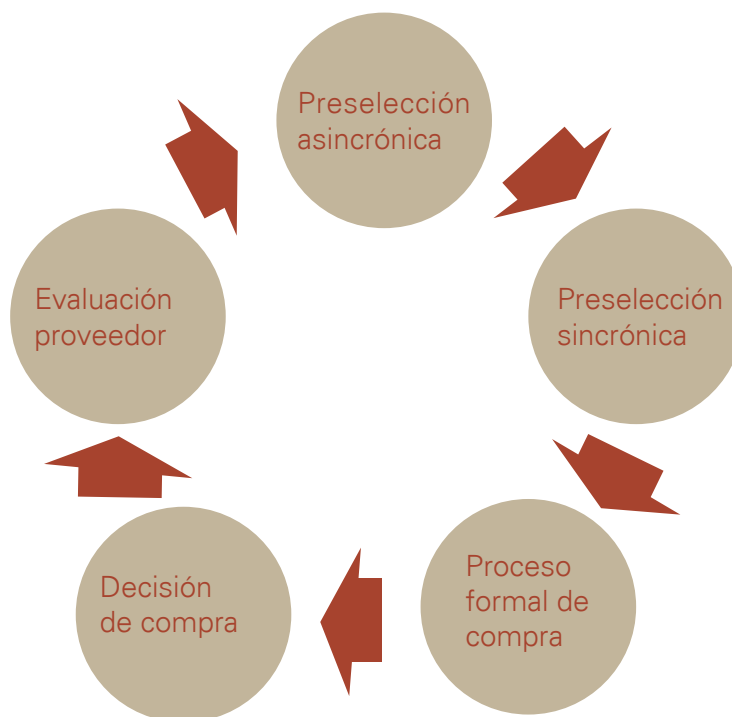 Preselección
asincrónica
Preselección
sincrónica
Proceso
formal de
compra
Decisión
de compra
Evaluación
proveedor